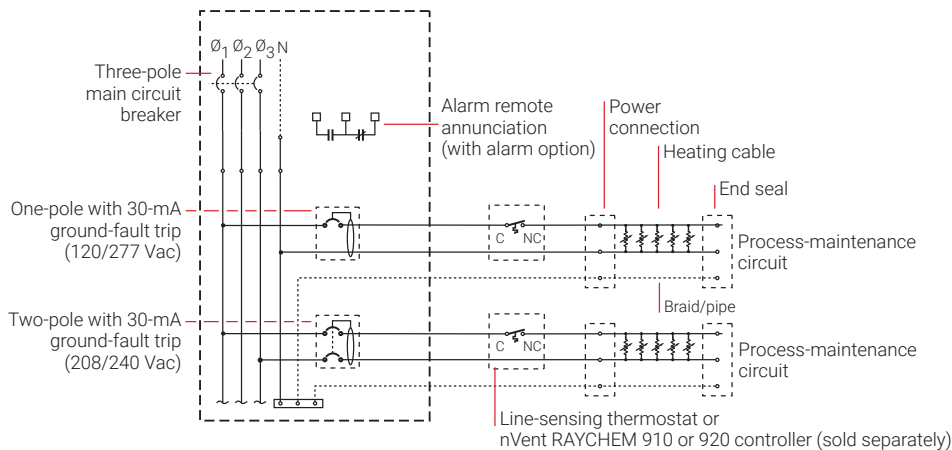 Ø1 Ø2 Ø3 N
Three-pole
main circuit
breaker
Alarm remote
annunciation
(with alarm option)
Power
connection
Heating cable
End seal
One-pole with 30-mA
ground-fault trip
(120/277 Vac)
C NC
Process-maintenance
circuit
Braid/pipe
Two-pole with 30-mA
ground-fault trip
(208/240 Vac)
C NC
Process-maintenance
circuit
Line-sensing thermostat or
nVent RAYCHEM 910 or 920 controller (sold separately)